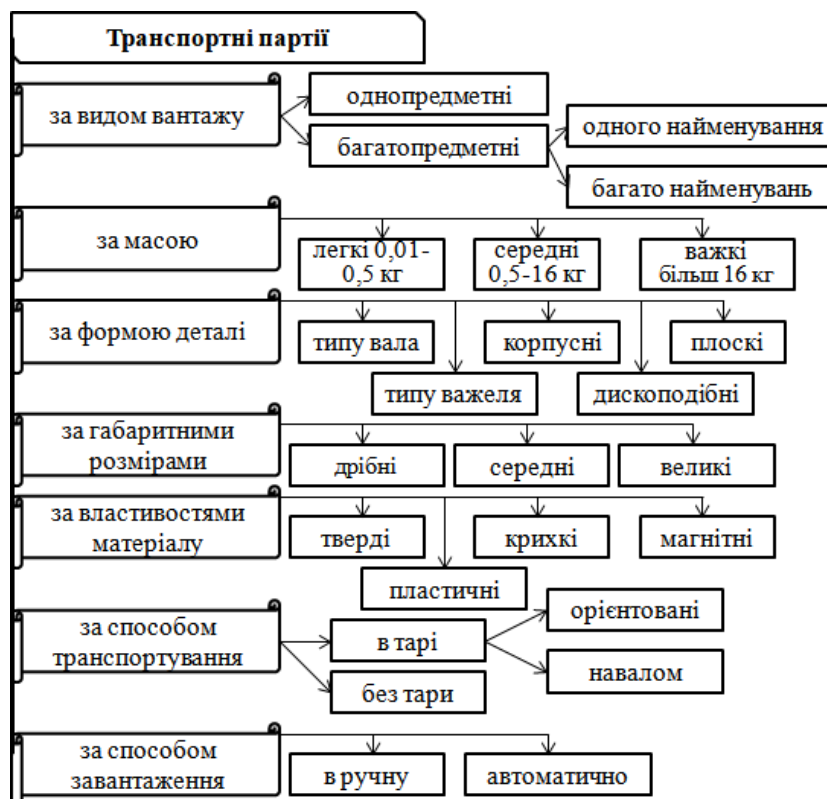 Транспортні партії
за видом вантажу
однопредметні
багатопредметні
одного найменування
багато найменувань
за масою
легкі 0,01-
0,5 кг
середні
0,5-16 кг
важкі
більш 16 кг
за формою деталі
типу вала
корпусні
плоскі
типу важеля
дископодібні
за габаритними
розмірами
дрібні
середні
великі
за властивостями
матеріалу
тверді
крихкі
магнітні
пластичні
за способом
транспортування
в тарі
без тари
орієнтовані
навалом
за способом
завантаження
в ручну
автоматично